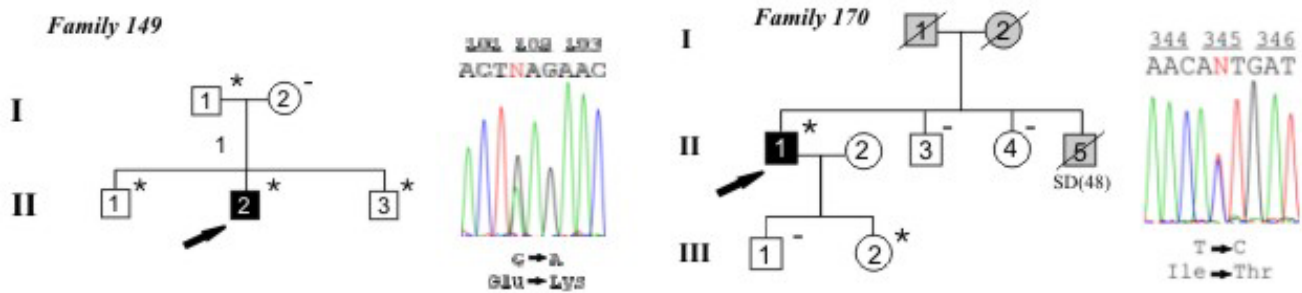 Family 149
I
1 * 2 -
1
II
1 * 2 * 3 *
101 102 103
ACTNAGAAC
G → A
Glu → Lys
Family 170
I
1 2
II
1 * 2 3 - 4 - 5
SD(48)
III
1 - 2 *
344 345 346
AACANTGAT
T → C
Ile → Thr